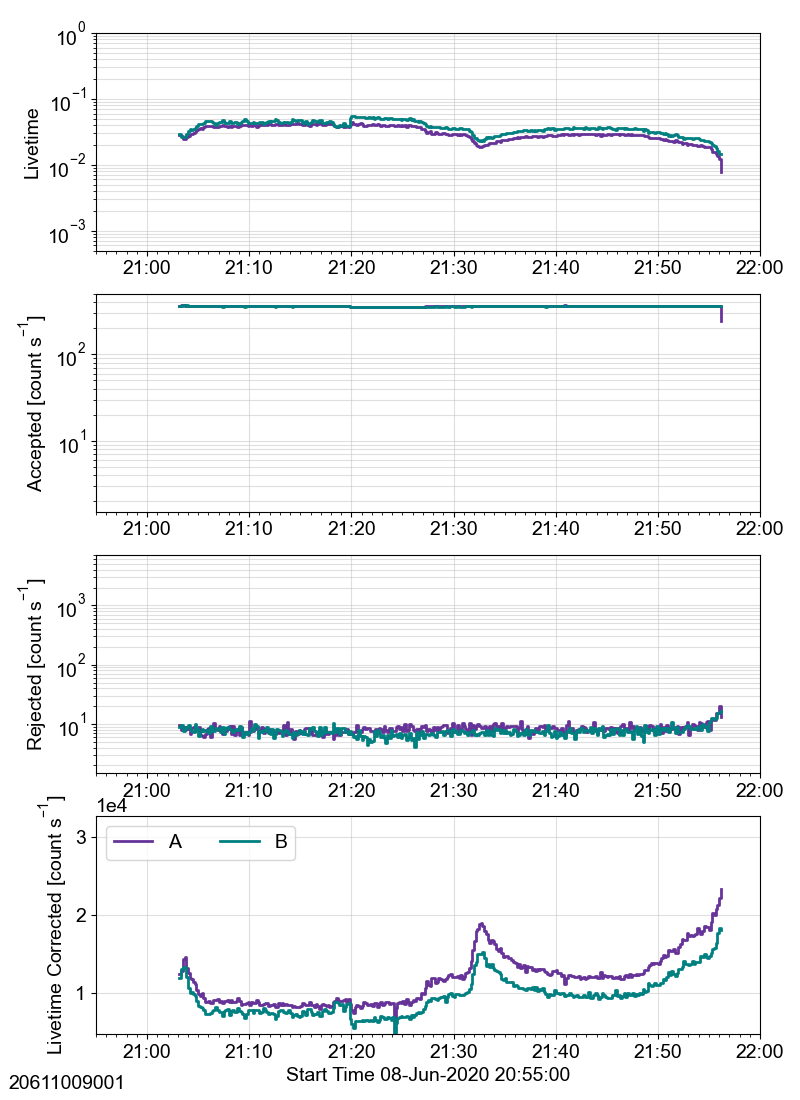 10^0
10^−1
10^−2
10^−3
Livetime
21:00 21:10 21:20 21:30 21:40 21:50 22:00
10^2
10^1
Accepted [count s^−1]
21:00 21:10 21:20 21:30 21:40 21:50 22:00
10^3
10^2
10^1
Rejected [count s^−1]
21:00 21:10 21:20 21:30 21:40 21:50 22:00
1e4
3
2
1
Livetime Corrected [count s^−1]
A B
21:00 21:10 21:20 21:30 21:40 21:50 22:00
Start Time 08-Jun-2020 20:55:00
20611009001